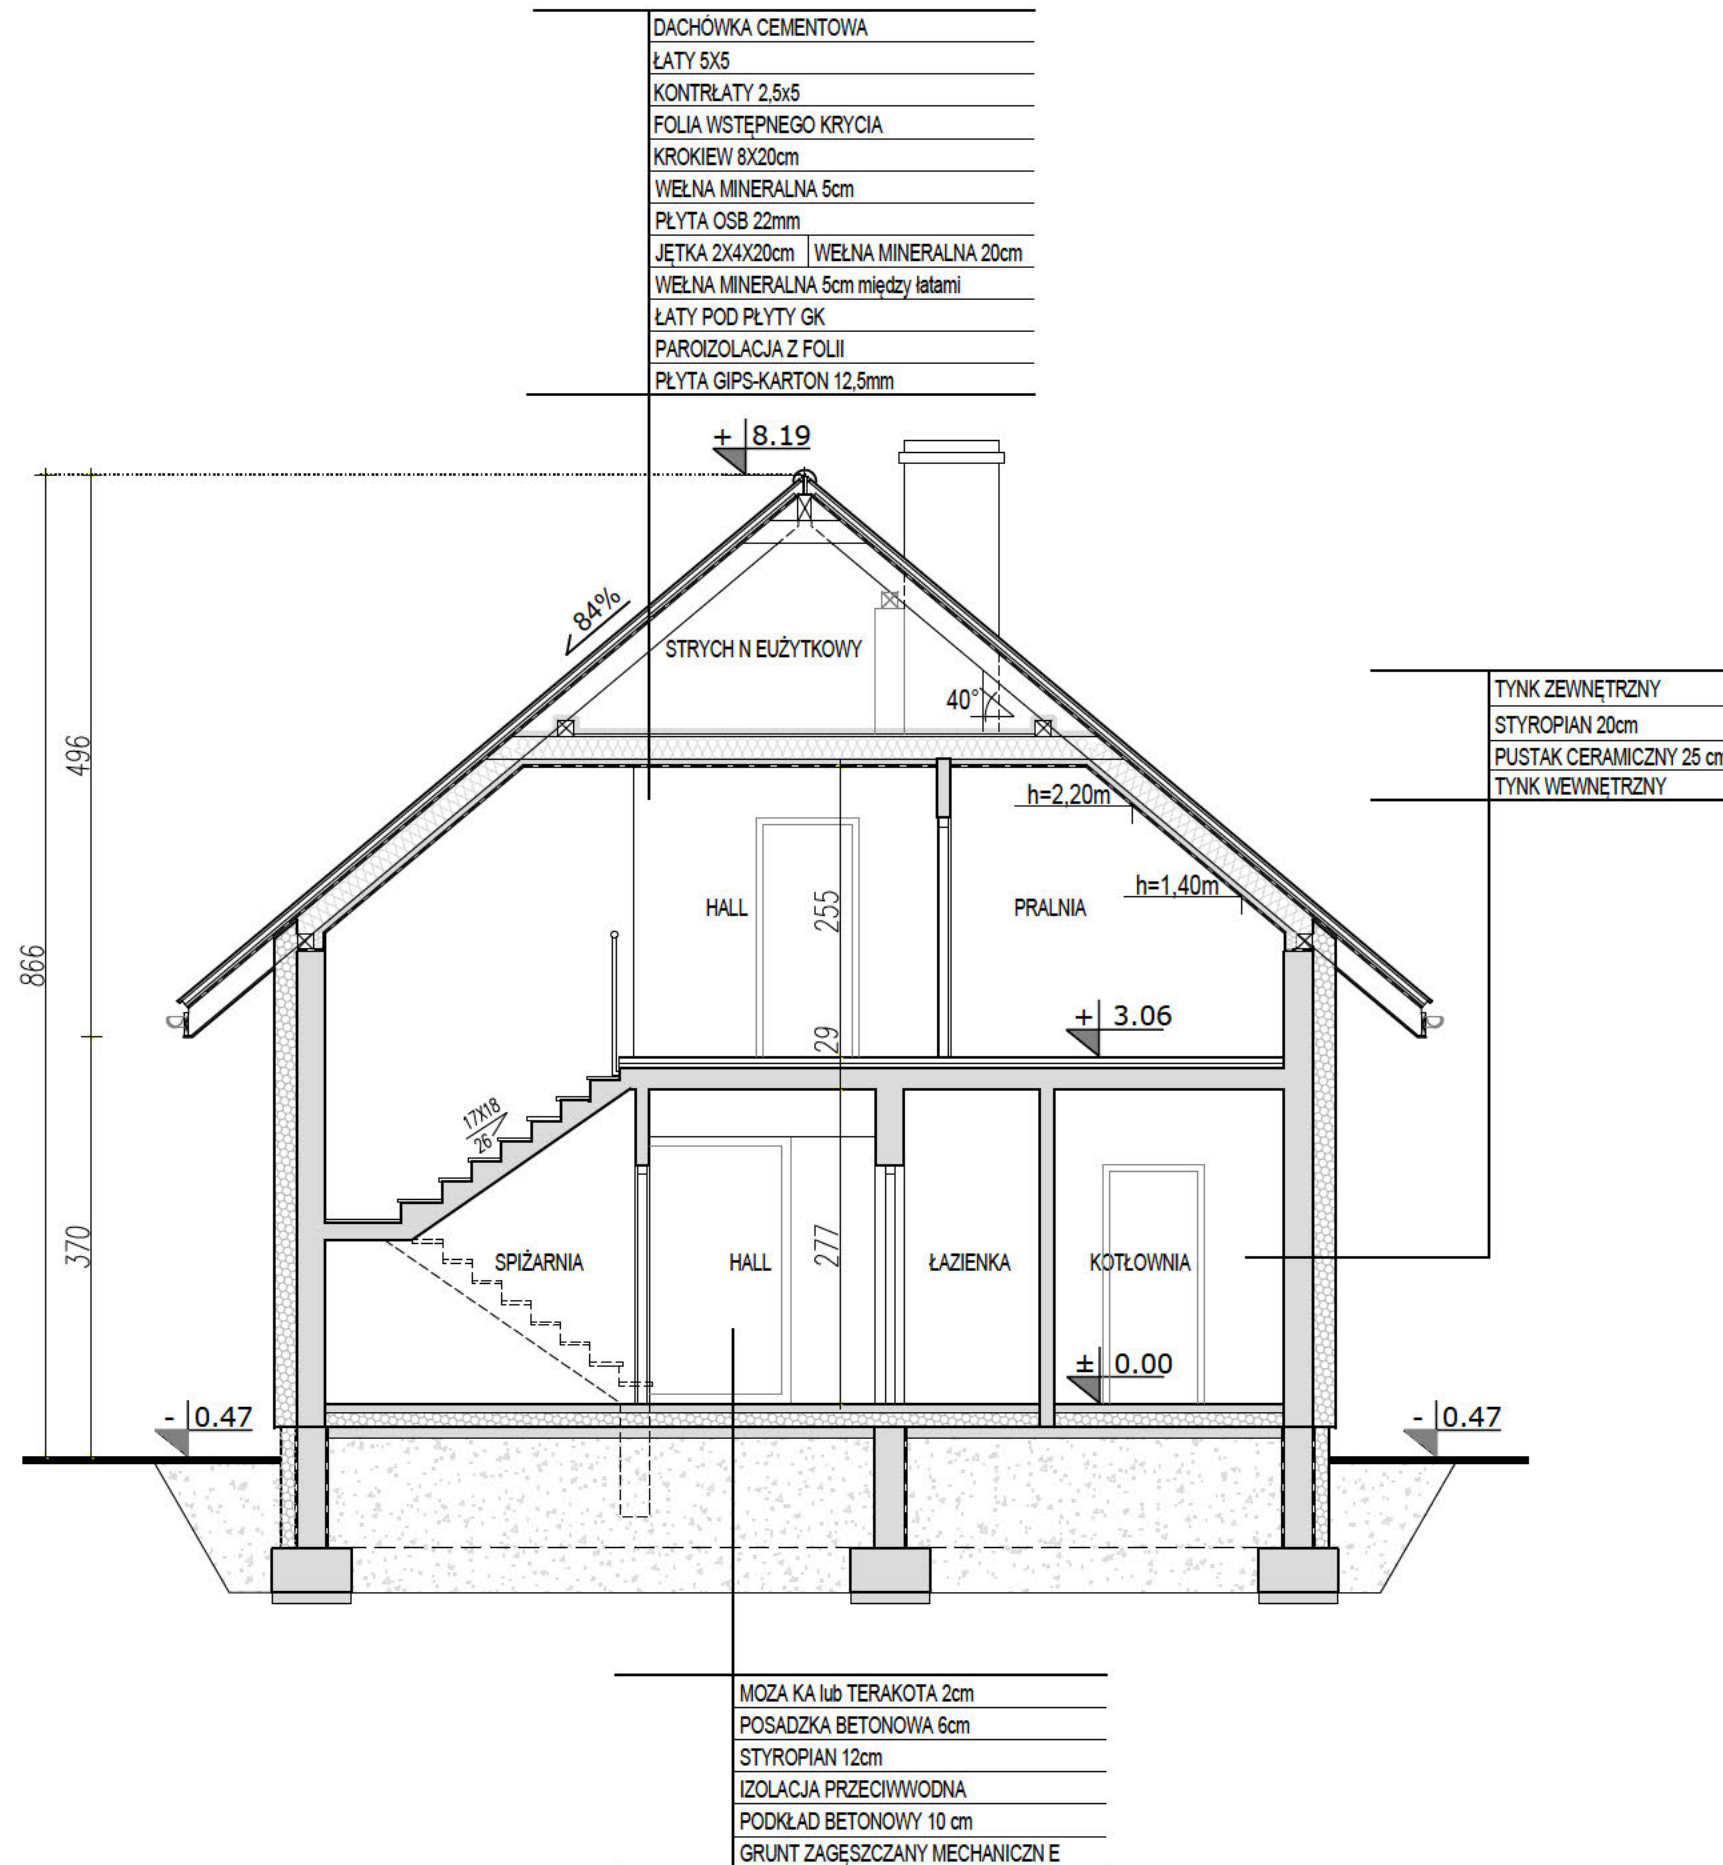 DACHÓWKA CEMENTOWA
ŁATY 5X5
KONTRŁATY 2,5x5
FOLIA WSTĘPNEGO KRYCIA
KROKIEW 8X20cm
WEŁNA MINERALNA 5cm
PŁYTA OSB 22mm
JĘTKA 2X4X20cm WEŁNA MINERALNA 20cm
WEŁNA MINERALNA 5cm między łatami
ŁATY POD PŁYTY GK
PAROIZOLACJA Z FOLII
PŁYTA GIPS-KARTON 12,5mm
+ 8.19
84%
STRYCH N EUŻYTKOWY
40°
TYNK ZEWNĘTRZNY
STYROPIAN 20cm
PUSTAK CERAMICZNY 25 cm
TYNK WEWNĘTRZNY
496
866
370
h=2,20m
h=1,40m
HALL
255
PRALNIA
+ 3.06
29
17X18
26
SPIŻARNIA
HALL
277
ŁAZIENKA
KOTŁOWNIA
± 0.00
- 0.47
- 0.47
MOZA KA lub TERAKOTA 2cm
POSADZKA BETONOWA 6cm
STYROPIAN 12cm
IZOLACJA PRZECIWWODNA
PODKŁAD BETONOWY 10 cm
GRUNT ZAGĘSZCZANY MECHANICZN E